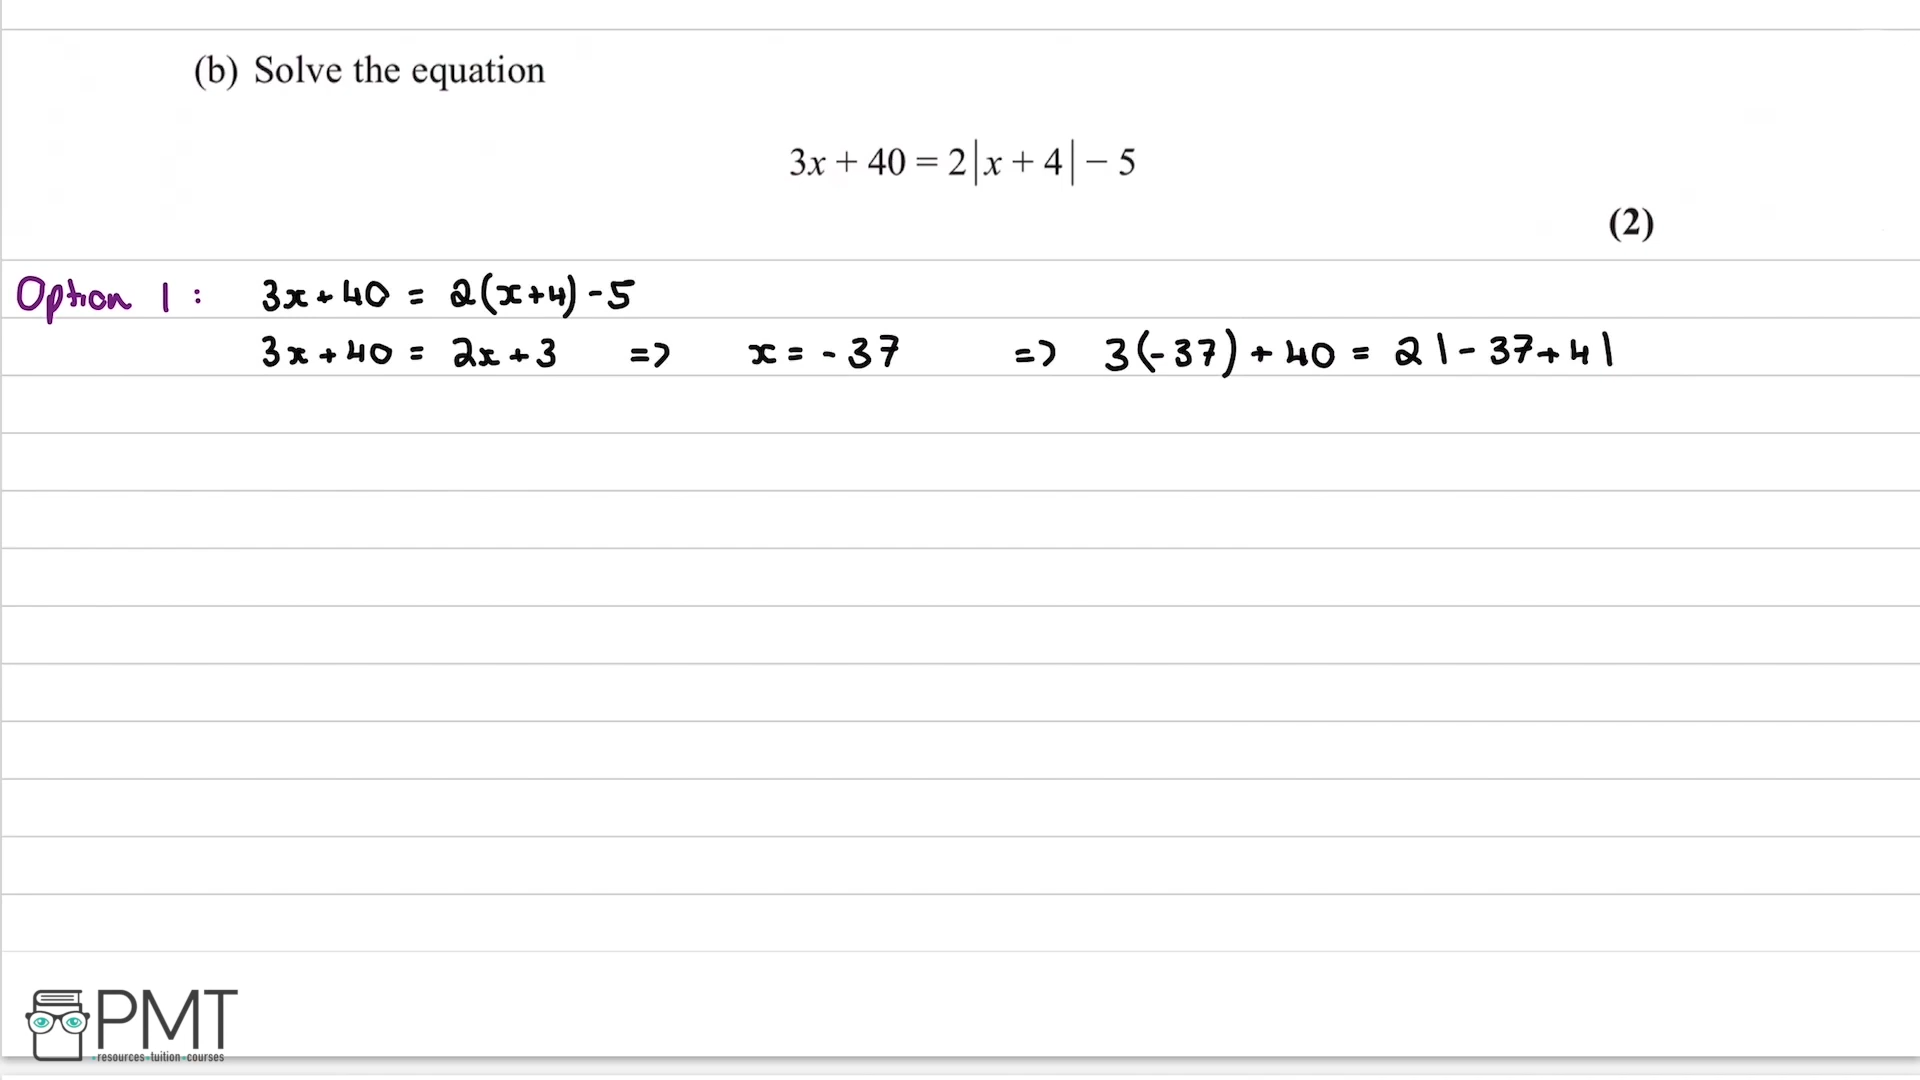 (b) Solve the equation
3x + 40 = 2|x + 4| − 5
(2)
Option 1 : 3x + 40 = 2(x+4) - 5
3x + 40 = 2x + 3 => x = - 37 => 3(-37) + 40 = 2 | - 37 + 4 |
PMT
resources tuition courses